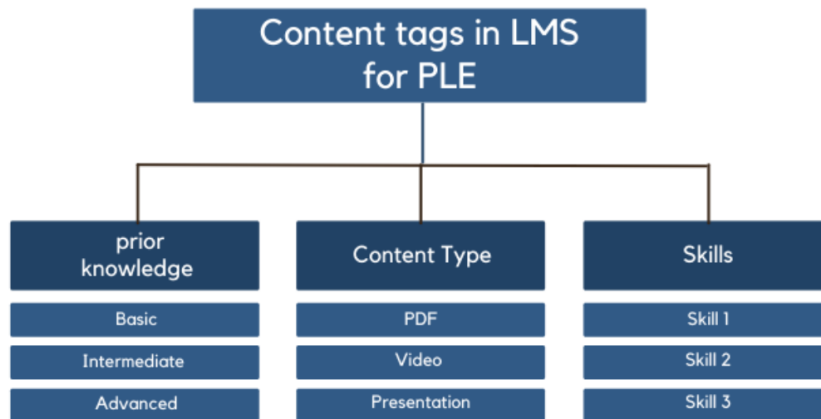 Content tags in LMS
for PLE
prior
knowledge
Basic
Intermediate
Advanced
Content Type
PDF
Video
Presentation
Skills
Skill 1
Skill 2
Skill 3